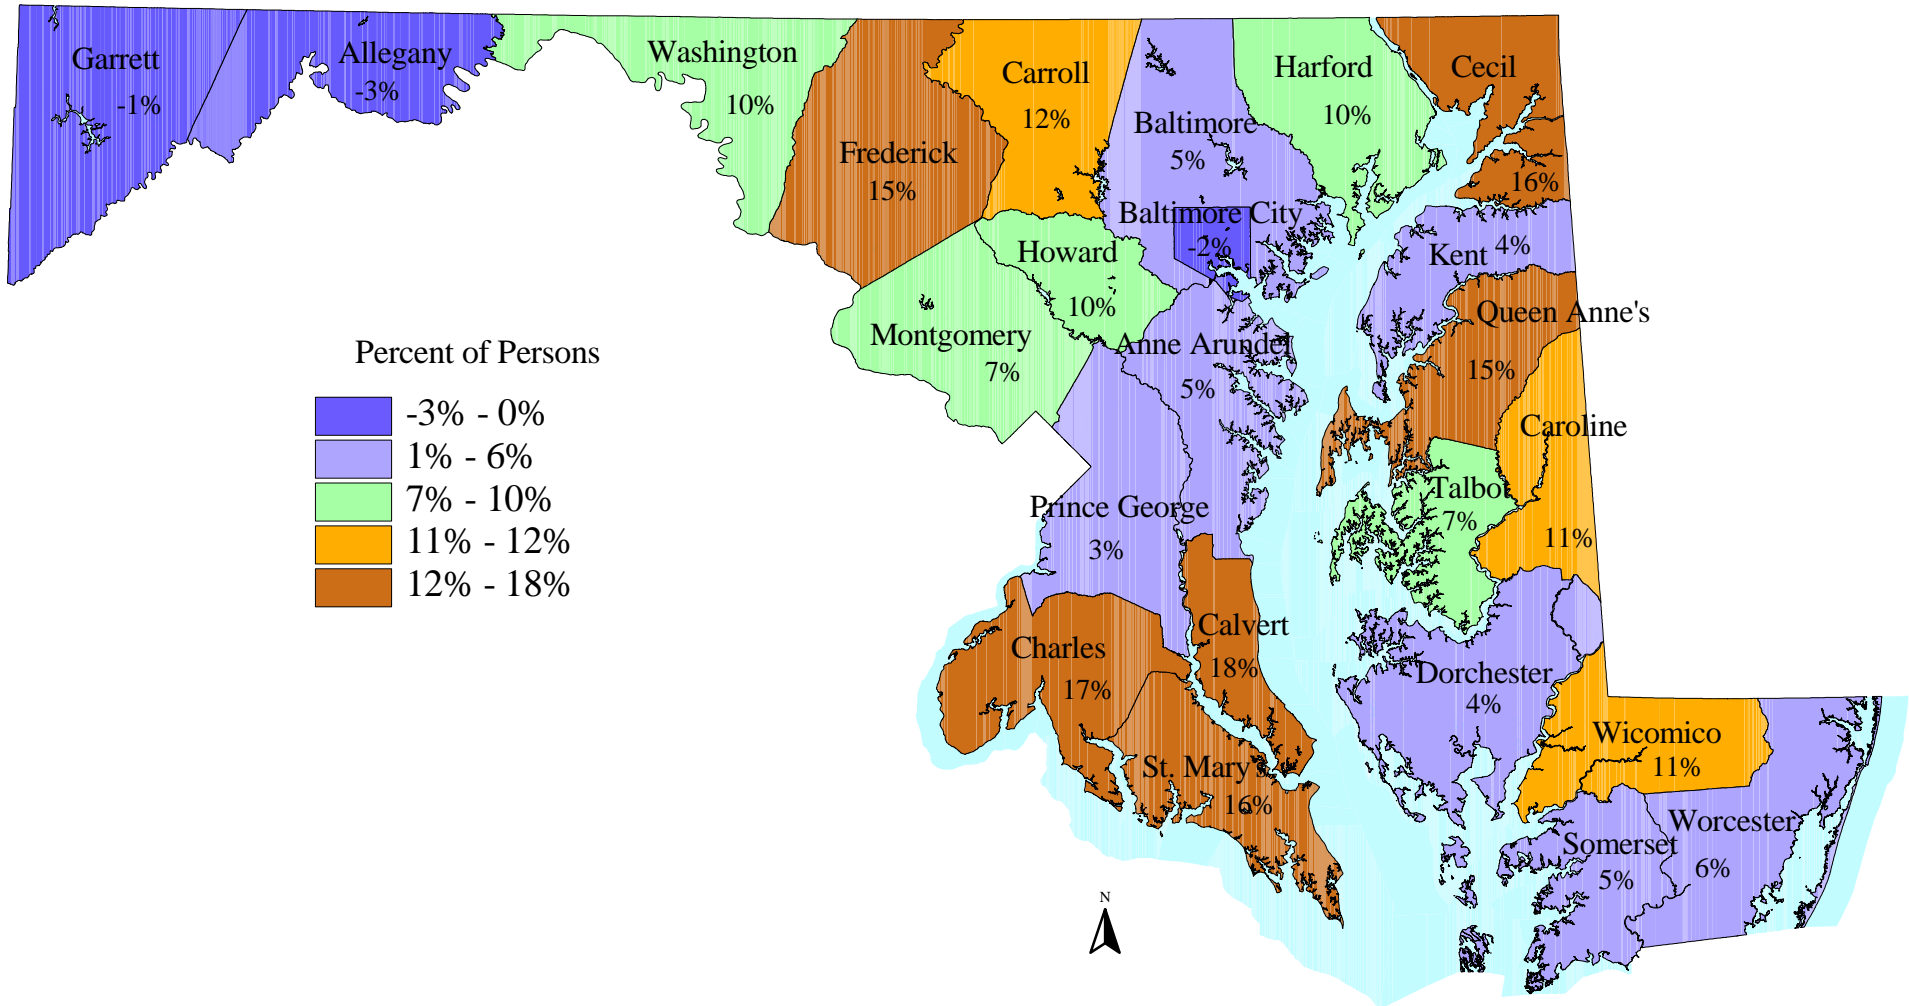 Garrett
-1%
Allegany
-3%
Washington
10%
Frederick
15%
Carroll
12%
Baltimore
5%
Harford
10%
Cecil
16%
Baltimore City
-2%
Howard
10%
Montgomery
7%
Anne Arundel
5%
Kent 4%
Queen Anne's
15%
Caroline
11%
Talbot
7%
Prince George
3%
Percent of Persons
-3% - 0%
1% - 6%
7% - 10%
11% - 12%
12% - 18%
Charles
17%
Calvert
18%
St. Mary's
16%
Dorchester
4%
Wicomico
11%
Somerset
5%
Worcester
6%
N